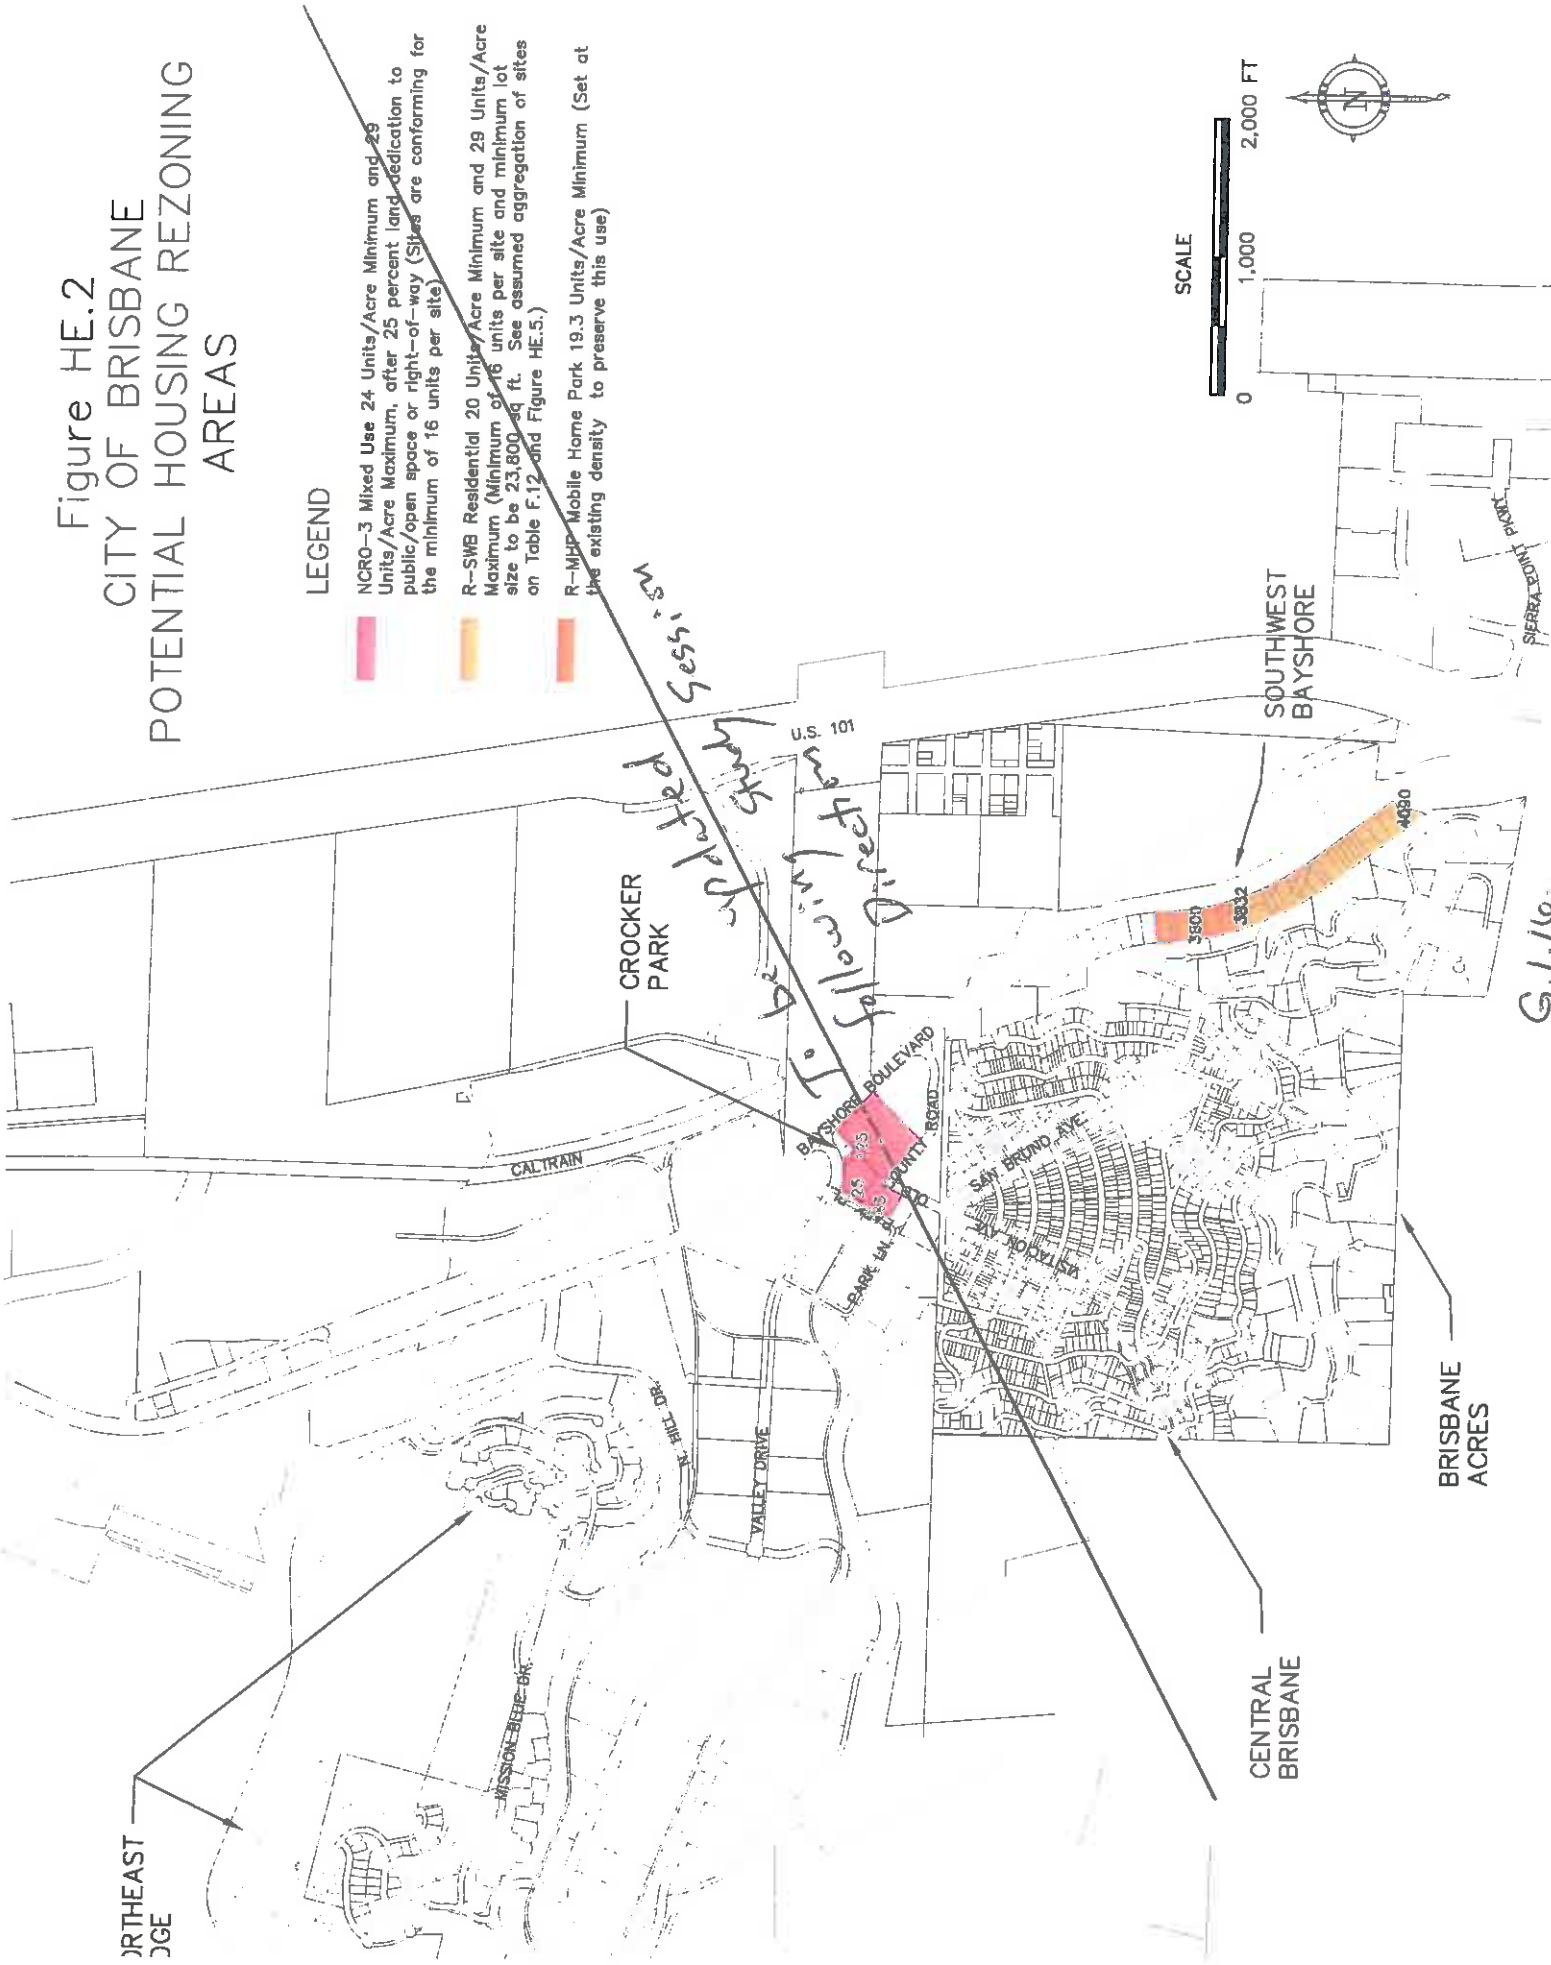 Figure HE.2
CITY OF BRISBANE
POTENTIAL HOUSING REZONING
AREAS
LEGEND
NCRO-3 Mixed Use 24 Units/Acre Minimum and 29
Units/Acre Maximum, after 25 percent land dedication to
public/open space or right-of-way (Sites are conforming for
the minimum of 16 units per site)
R-SWB Residential 20 Units/Acre Minimum and 29 Units/Acre
Maximum (Minimum of 16 units per site and minimum lot
size to be 23,800 sq ft. See assumed aggregation of sites
on Table F.12 and Figure HE.5.)
R-MHP Mobile Home Park 19.3 Units/Acre Minimum (Set at
the existing density to preserve this use)
To be updated
following Study Session
Direction
U.S. 101
CROCKER
PARK
CALTRAIN
BAYSHORE BOULEVARD
OLD COUNTY ROAD
PARK LN.
25
SAN BRUNO AVE.
VISITACION AVE.
N. HILL DR.
VALLEY DRIVE
MISSION BLUE DR.
RTHEAST
DGE
SOUTHWEST
BAYSHORE
3800
3832
4090
SIERRA POINT PKWY.
SCALE
0
1,000
2,000 FT
N
CENTRAL
BRISBANE
BRISBANE
ACRES
G.1.16